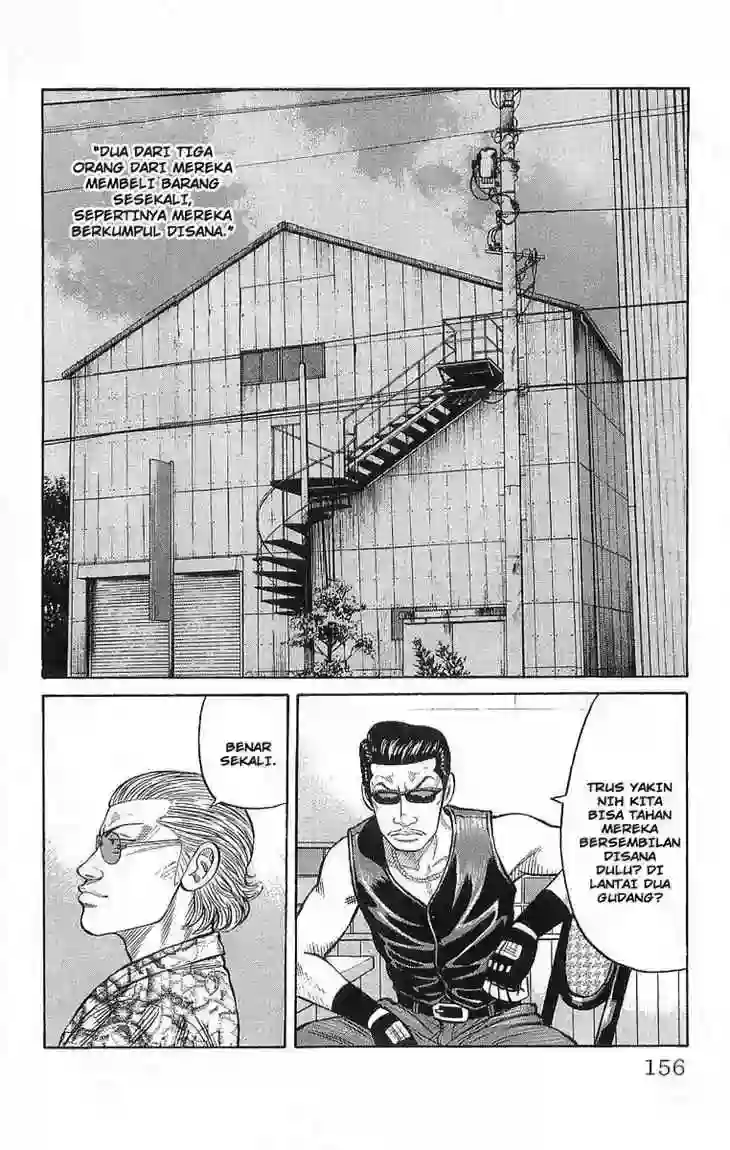 "DUA DARI TIGA
ORANG DARI MEREKA
MEMBELI BARANG
SESEKALI,
SEPERTINYA MEREKA
BERKUMPUL DISANA."
TRUS YAKIN
NIH KITA
BISA TAHAN
MEREKA
BERSEMBILAN
DISANA
DULU? DI
LANTAI DUA
GUDANG?
BENAR
SEKALI.
156